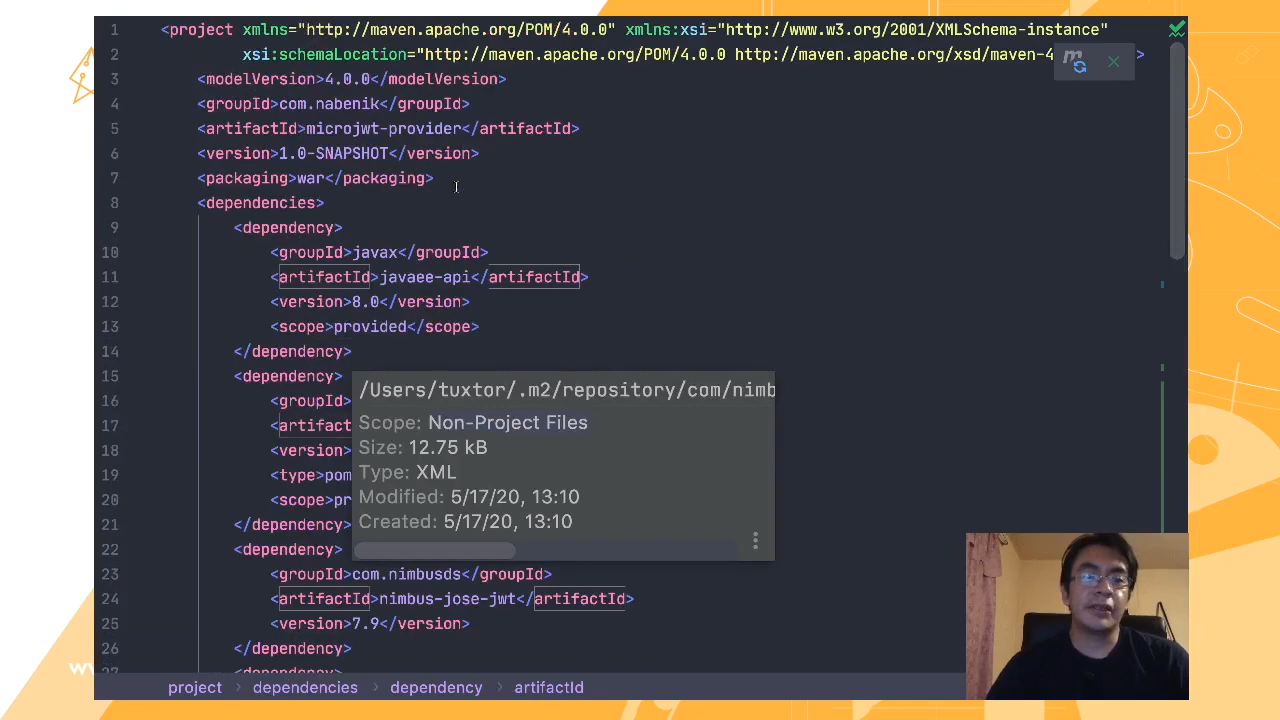 1 <project xmlns="http://maven.apache.org/POM/4.0.0" xmlns:xsi="http://www.w3.org/2001/XMLSchema-instance"
2 xsi:schemaLocation="http://maven.apache.org/POM/4.0.0 http://maven.apache.org/xsd/maven-4 >
3 <modelVersion>4.0.0</modelVersion>
4 <groupId>com.nabenik</groupId>
5 <artifactId>microjwt-provider</artifactId>
6 <version>1.0-SNAPSHOT</version>
7 <packaging>war</packaging>
8 <dependencies>
9 <dependency>
10 <groupId>javax</groupId>
11 <artifactId>javaee-api</artifactId>
12 <version>8.0</version>
13 <scope>provided</scope>
14 </dependency>
15 <dependency>
16 <groupId>
17 <artifact
18 <version>
19 <type>pom
20 <scope>pr
21 </dependency>
/Users/tuxtor/.m2/repository/com/nimb
Scope: Non-Project Files
Size: 12.75 kB
Type: XML
Modified: 5/17/20, 13:10
Created: 5/17/20, 13:10
22 <dependency>
23 <groupId>com.nimbusds</groupId>
24 <artifactId>nimbus-jose-jwt</artifactId>
25 <version>7.9</version>
26 </dependency>
27 <dependency>
project > dependencies > dependency > artifactId